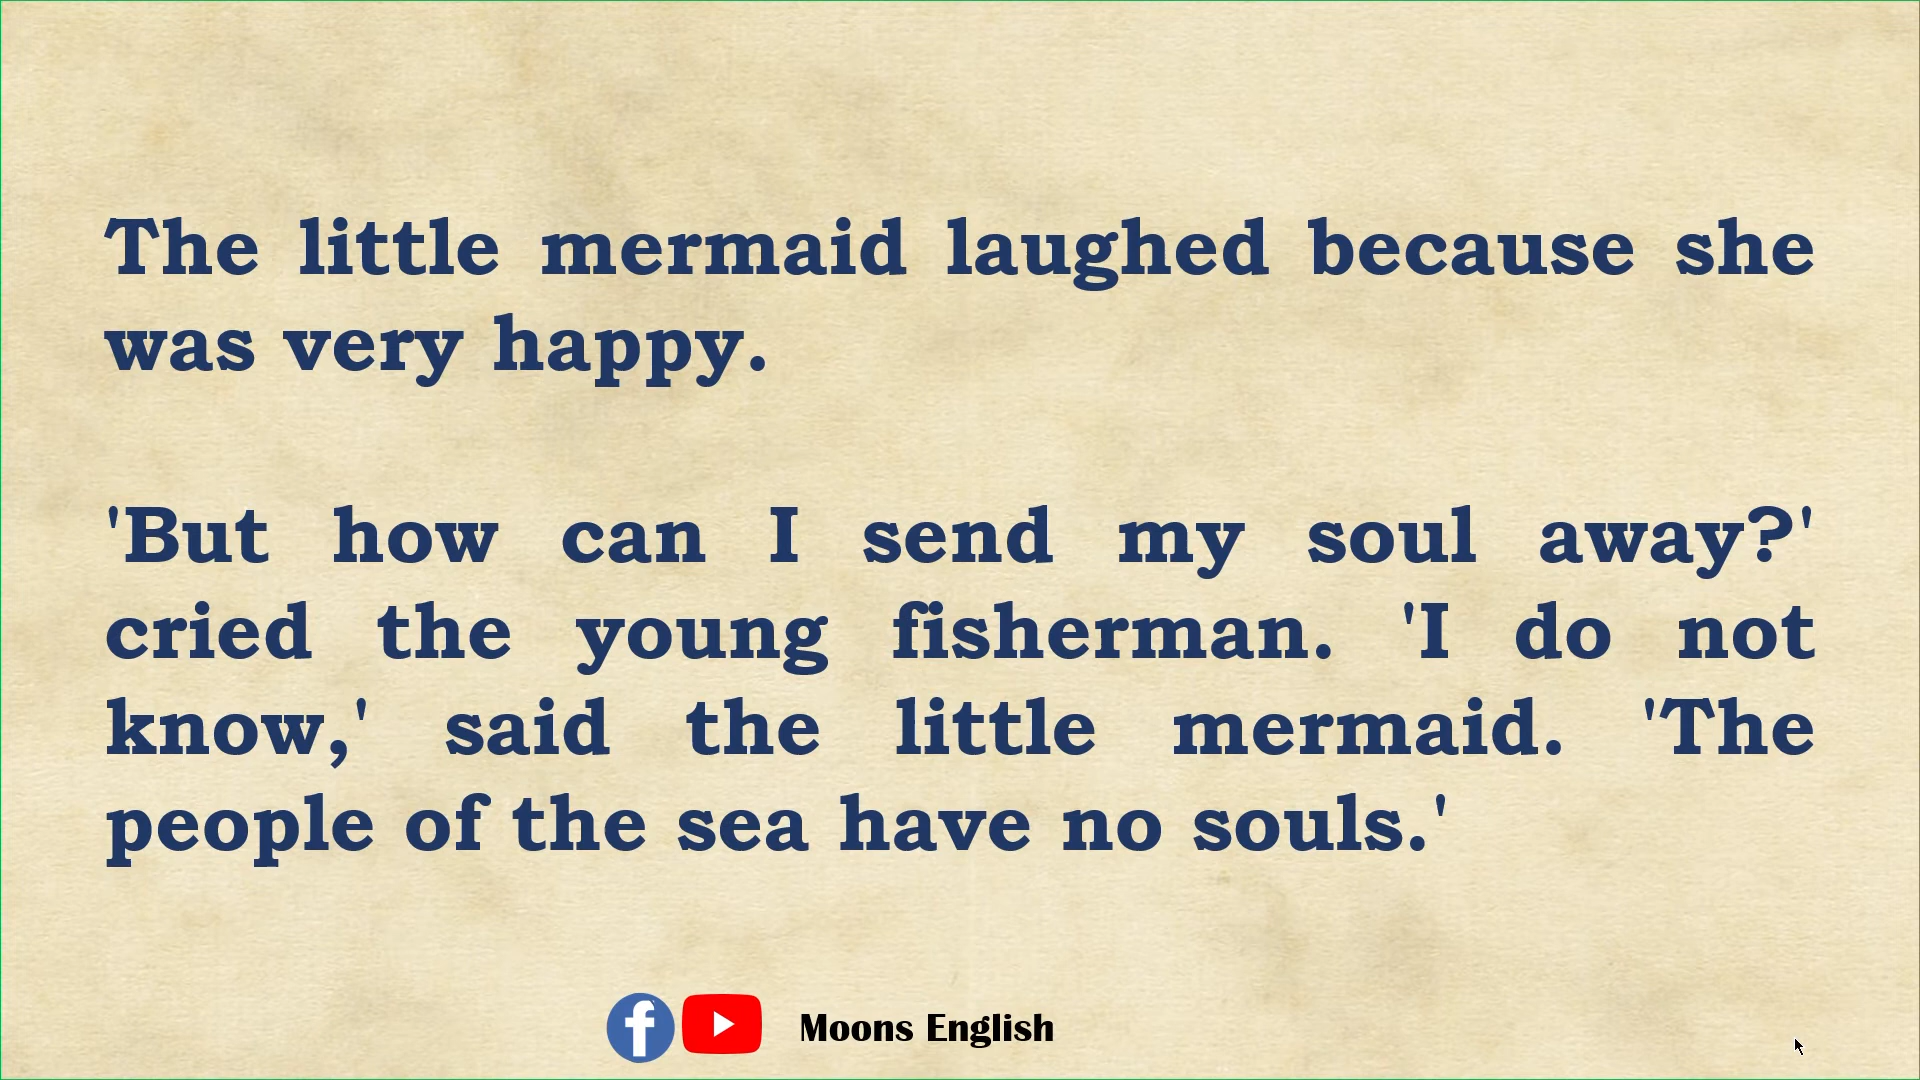 The little mermaid laughed because she
was very happy.
'But how can I send my soul away?'
cried the young fisherman. 'I do not
know,' said the little mermaid. 'The
people of the sea have no souls.'
Moons English